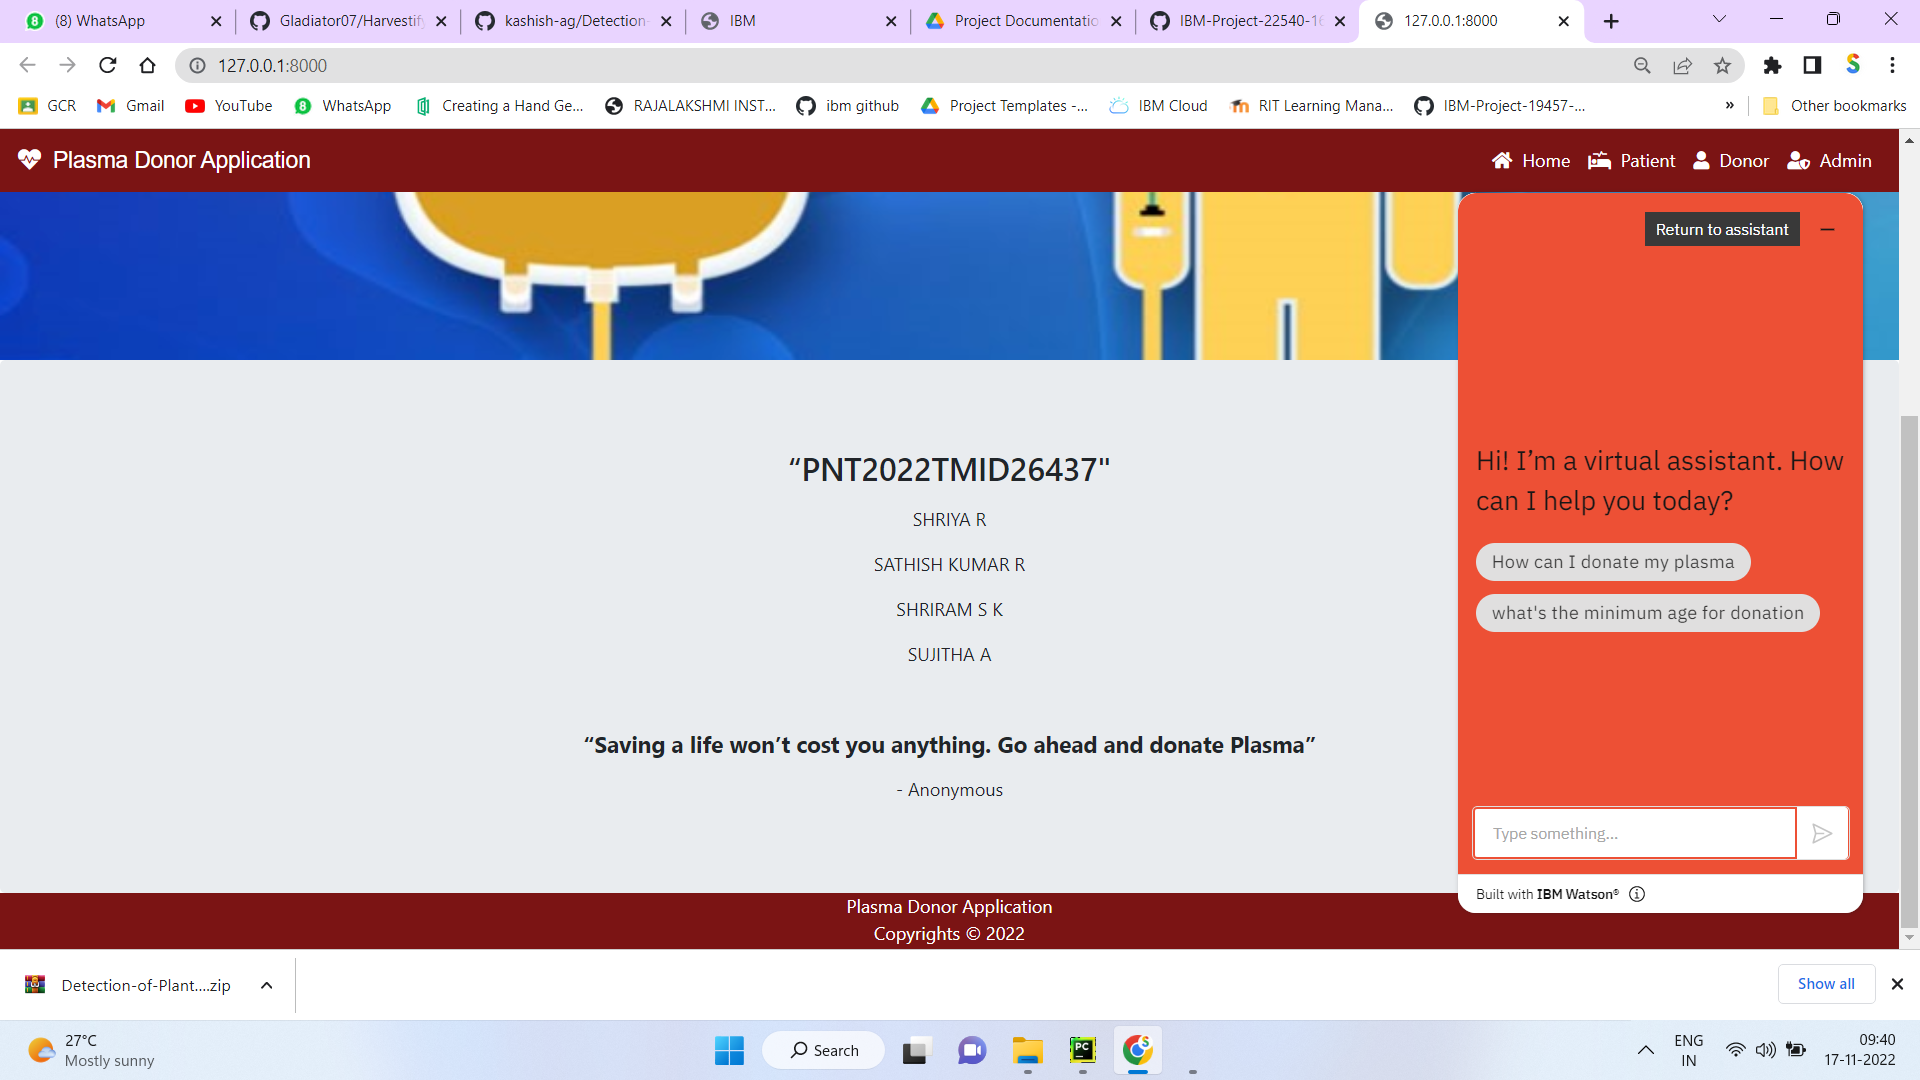 (8) WhatsApp
Gladiator07/Harvestify
kashish-ag/Detection-
IBM
Project Documentatio
IBM-Project-22540-16
127.0.0.1:8000
127.0.0.1:8000
GCR
Gmail
YouTube
WhatsApp
Creating a Hand Ge...
RAJALAKSHMI INST...
ibm github
Project Templates -...
IBM Cloud
RIT Learning Mana...
IBM-Project-19457-...
»
Other bookmarks
Plasma Donor Application
Home
Patient
Donor
Admin
Return to assistant
“PNT2022TMID26437"
SHRIYA R
SATHISH KUMAR R
SHRIRAM S K
SUJITHA A
“Saving a life won’t cost you anything. Go ahead and donate Plasma”
- Anonymous
Hi! I’m a virtual assistant. How
can I help you today?
How can I donate my plasma
what's the minimum age for donation
Type something...
Built with IBM Watson®
Plasma Donor Application
Copyrights © 2022
Detection-of-Plant....zip
Show all
27°C
Mostly sunny
Search
PC
ENG
IN
09:40
17-11-2022